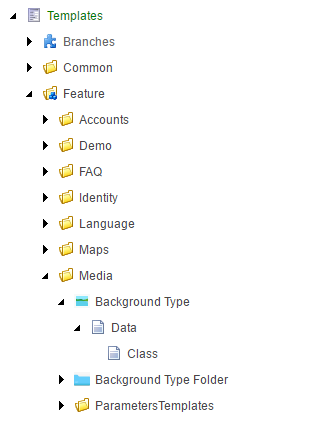 Templates
Branches
Common
Feature
Accounts
Demo
FAQ
Identity
Language
Maps
Media
Background Type
Data
Class
Background Type Folder
ParametersTemplates